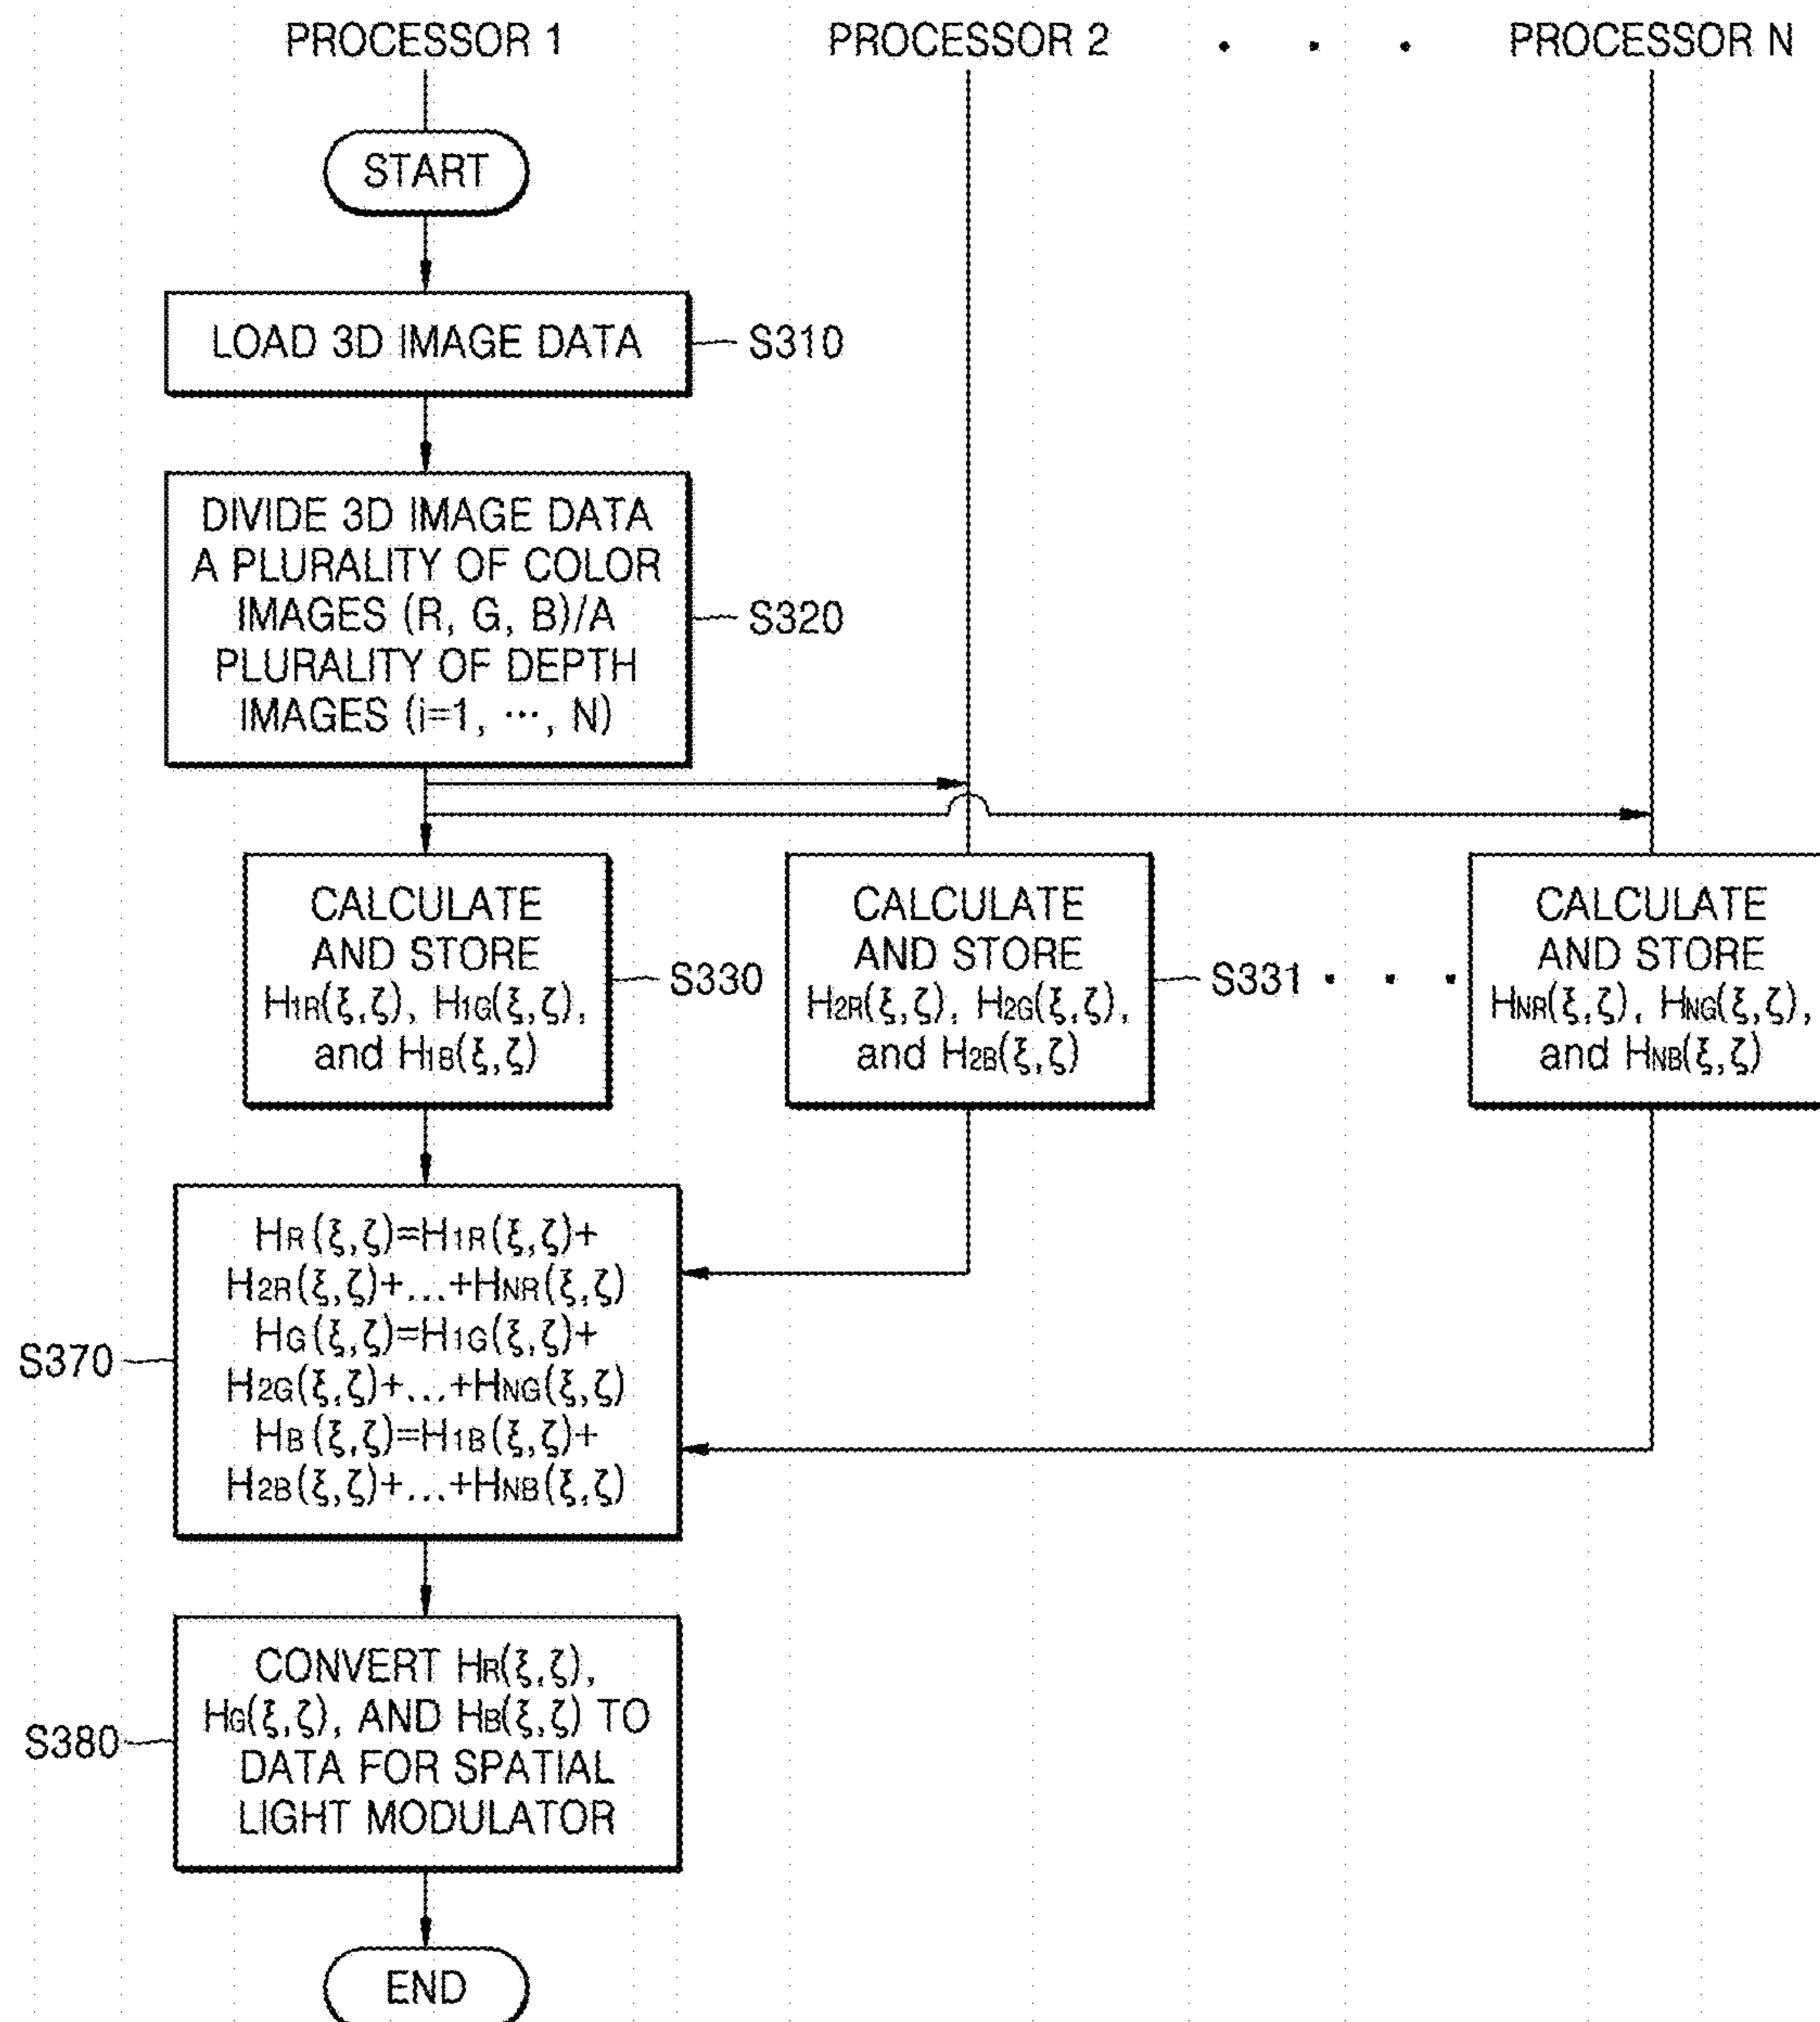 PROCESSOR 1
PROCESSOR 2
. . .
PROCESSOR N
START
LOAD 3D IMAGE DATA
S310
DIVIDE 3D IMAGE DATA
A PLURALITY OF COLOR
IMAGES (R, G, B)/A
PLURALITY OF DEPTH
IMAGES (i=1, ···, N)
S320
CALCULATE
AND STORE
H1R(ξ,ζ), H1G(ξ,ζ),
and H1B(ξ,ζ)
S330
CALCULATE
AND STORE
H2R(ξ,ζ), H2G(ξ,ζ),
and H2B(ξ,ζ)
S331
. . .
CALCULATE
AND STORE
HNR(ξ,ζ), HNG(ξ,ζ),
and HNB(ξ,ζ)
HR(ξ,ζ)=H1R(ξ,ζ)+
H2R(ξ,ζ)+...+HNR(ξ,ζ)
HG(ξ,ζ)=H1G(ξ,ζ)+
H2G(ξ,ζ)+...+HNG(ξ,ζ)
HB(ξ,ζ)=H1B(ξ,ζ)+
H2B(ξ,ζ)+...+HNB(ξ,ζ)
S370
CONVERT HR(ξ,ζ),
HG(ξ,ζ), AND HB(ξ,ζ) TO
DATA FOR SPATIAL
LIGHT MODULATOR
S380
END